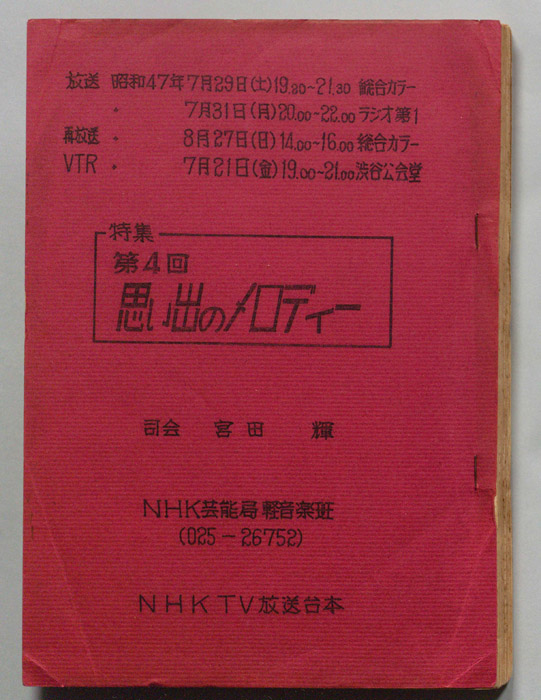 放送 昭和47年7月29日(土)19.30~21.30 総合カラー
〃 7月31日(月)20.00~22.00 ラジオ第1
再放送 〃 8月27日(日)14.00~16.00 総合カラー
VTR 〃 7月21日(金)19.00~21.00 渋谷公会堂
特集
第4回
思い出のメロディー
司会 宮田 輝
NHK芸能局軽音楽班
(025-26752)
NHKTV放送台本